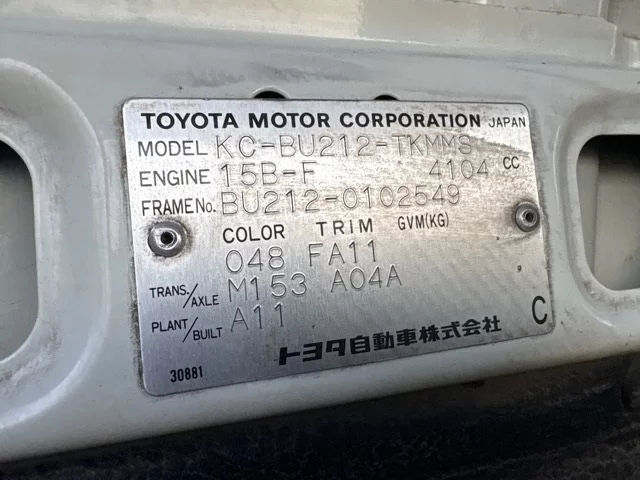 TOYOTA MOTOR CORPORATION JAPAN
MODEL KC-BU212-TKMMS
ENGINE 15B-F 4104 CC
FRAME No. BU212-0102549
COLOR TRIM GVM(KG)
048 FA11
TRANS./AXLE M153 A04A
PLANT/BUILT A11
トヨタ自動車株式会社 C
30881